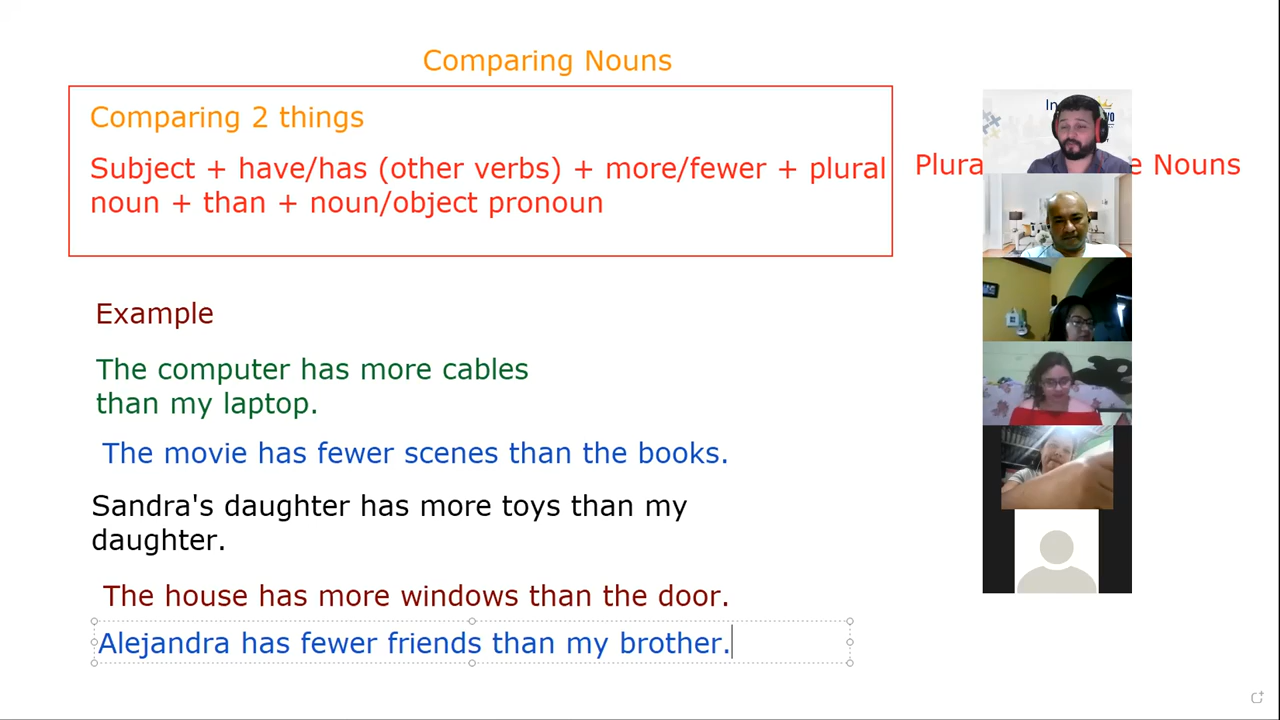 Comparing Nouns
Comparing 2 things
Subject + have/has (other verbs) + more/fewer + plural
noun + than + noun/object pronoun
Nouns
Example
The computer has more cables
than my laptop.
The movie has fewer scenes than the books.
Sandra's daughter has more toys than my
daughter.
The house has more windows than the door.
Alejandra has fewer friends than my brother.